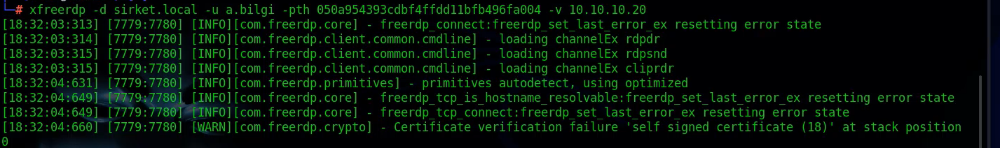 └─# xfreerdp -d sirket.local -u a.bilgi -pth 050a954393cdbf4ffdd11bfb496fa004 -v 10.10.10.20
[18:32:03:313] [7779:7780] [INFO][com.freerdp.core] - freerdp_connect:freerdp_set_last_error_ex resetting error state
[18:32:03:314] [7779:7780] [INFO][com.freerdp.client.common.cmdline] - loading channelEx rdpdr
[18:32:03:315] [7779:7780] [INFO][com.freerdp.client.common.cmdline] - loading channelEx rdpsnd
[18:32:03:315] [7779:7780] [INFO][com.freerdp.client.common.cmdline] - loading channelEx cliprdr
[18:32:04:631] [7779:7780] [INFO][com.freerdp.primitives] - primitives autodetect, using optimized
[18:32:04:649] [7779:7780] [INFO][com.freerdp.core] - freerdp_tcp_is_hostname_resolvable:freerdp_set_last_error_ex resetting error state
[18:32:04:649] [7779:7780] [INFO][com.freerdp.core] - freerdp_tcp_connect:freerdp_set_last_error_ex resetting error state
[18:32:04:660] [7779:7780] [WARN][com.freerdp.crypto] - Certificate verification failure 'self signed certificate (18)' at stack position
0